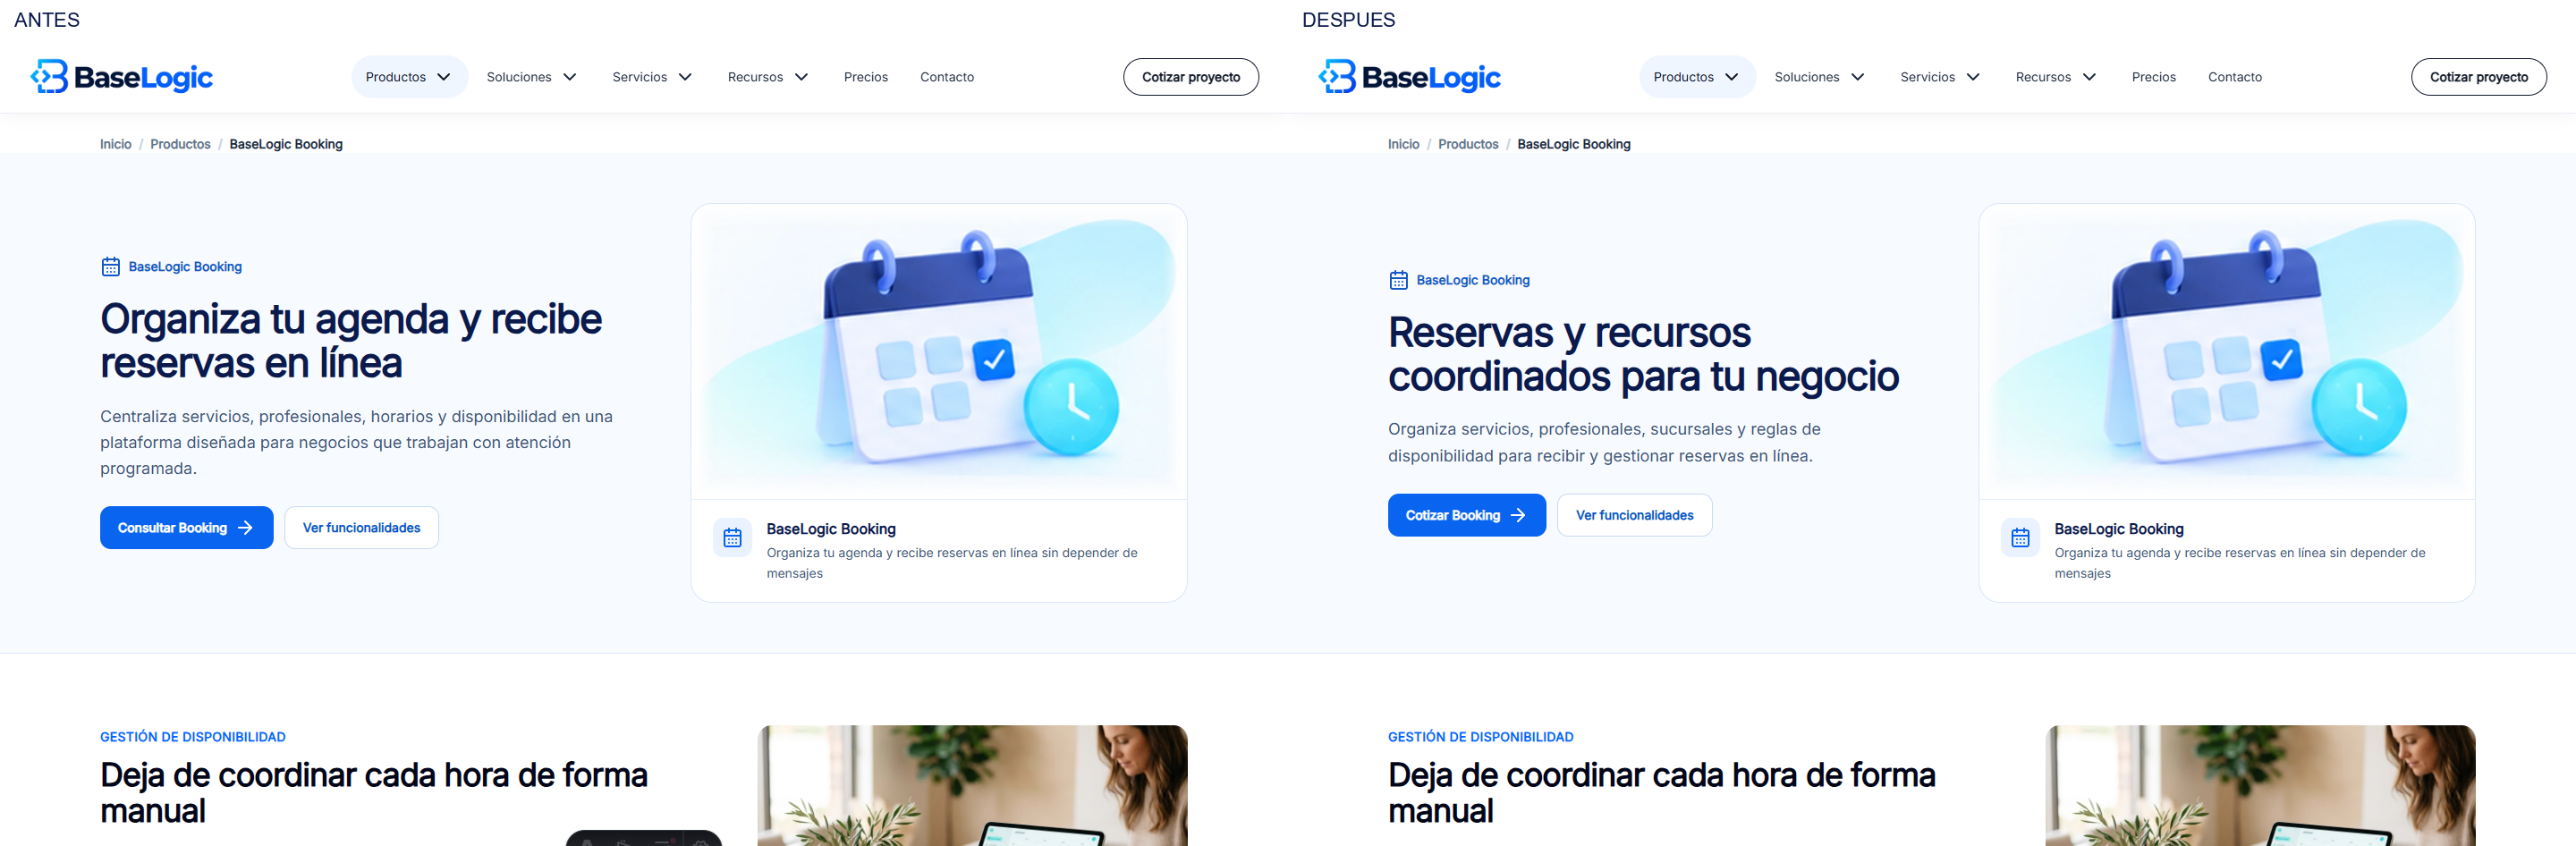 ANTES
BaseLogic
Productos
Soluciones
Servicios
Recursos
Precios
Contacto
Cotizar proyecto
Inicio / Productos / BaseLogic Booking
BaseLogic Booking
Organiza tu agenda y recibe
reservas en línea
Centraliza servicios, profesionales, horarios y disponibilidad en una
plataforma diseñada para negocios que trabajan con atención
programada.
Consultar Booking
Ver funcionalidades
BaseLogic Booking
Organiza tu agenda y recibe reservas en línea sin depender de
mensajes
GESTIÓN DE DISPONIBILIDAD
Deja de coordinar cada hora de forma
manual
DESPUES
BaseLogic
Productos
Soluciones
Servicios
Recursos
Precios
Contacto
Cotizar proyecto
Inicio / Productos / BaseLogic Booking
BaseLogic Booking
Reservas y recursos
coordinados para tu negocio
Organiza servicios, profesionales, sucursales y reglas de
disponibilidad para recibir y gestionar reservas en línea.
Cotizar Booking
Ver funcionalidades
BaseLogic Booking
Organiza tu agenda y recibe reservas en línea sin depender de
mensajes
GESTIÓN DE DISPONIBILIDAD
Deja de coordinar cada hora de forma
manual